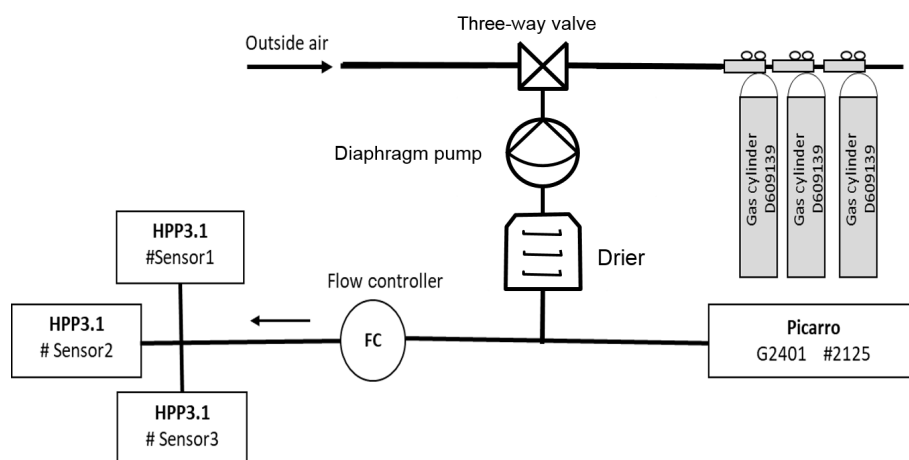 Three-way valve
Outside air
Diaphragm pump
Gas cylinder
D609139
Gas cylinder
D609139
Gas cylinder
D609139
HPP3.1
#Sensor1
Drier
Flow controller
HPP3.1
# Sensor2
FC
Picarro
G2401 #2125
HPP3.1
# Sensor3